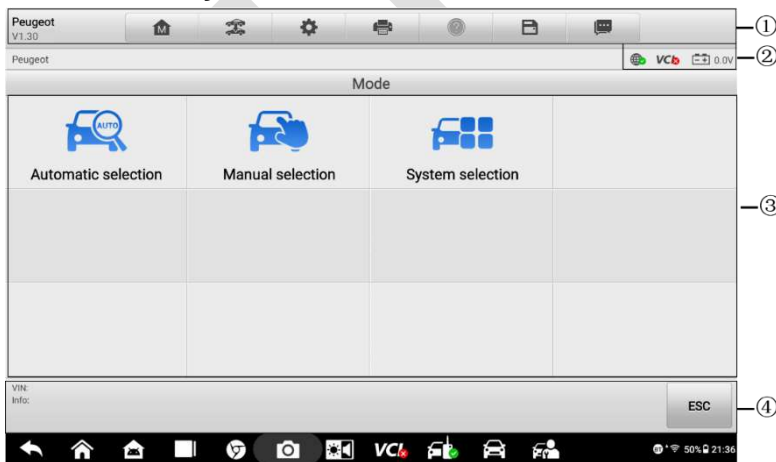 Peugeot
V1.30
M
①
Peugeot
VCI 0.0V
②
Mode
AUTO
Automatic selection Manual selection System selection
③
VIN:
Info:
ESC
④
VCI 50% 21:36